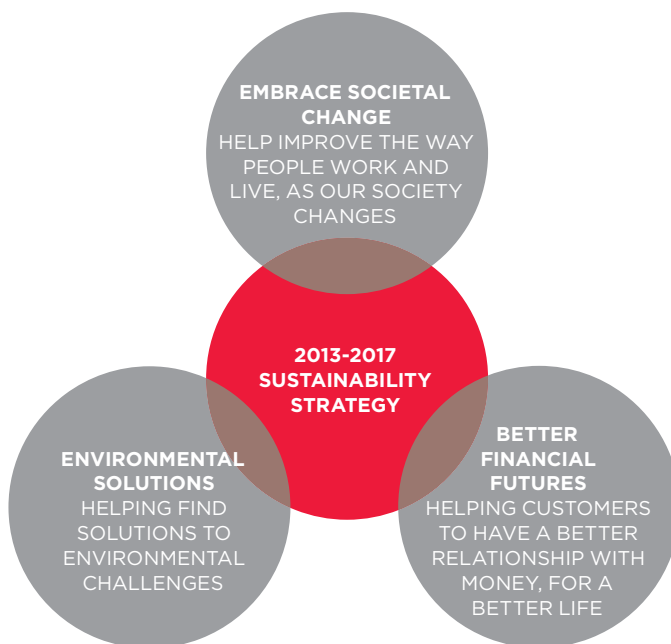 EMBRACE SOCIETAL
CHANGE
HELP IMPROVE THE WAY
PEOPLE WORK AND
LIVE, AS OUR SOCIETY
CHANGES
2013-2017
SUSTAINABILITY
STRATEGY
ENVIRONMENTAL
SOLUTIONS
HELPING FIND
SOLUTIONS TO
ENVIRONMENTAL
CHALLENGES
BETTER
FINANCIAL
FUTURES
HELPING CUSTOMERS
TO HAVE A BETTER
RELATIONSHIP WITH
MONEY, FOR A
BETTER LIFE